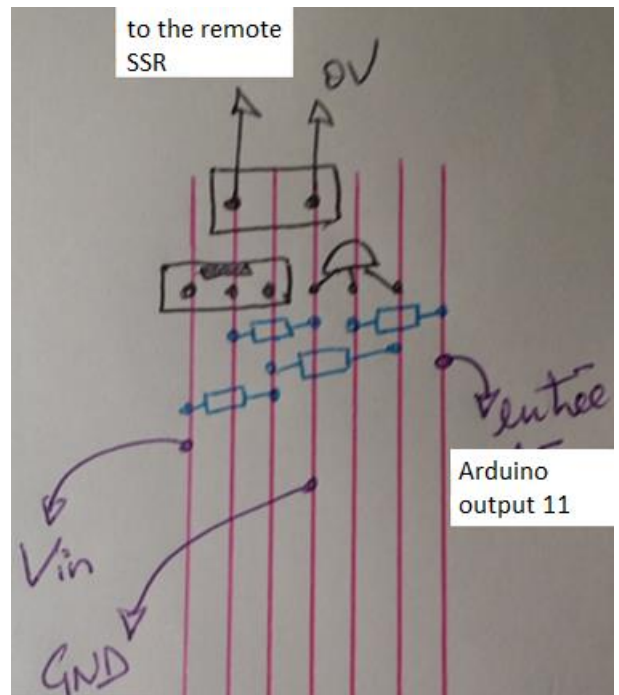 to the remote
SSR
0V
entrée
Arduino
output 11
Vin
GND